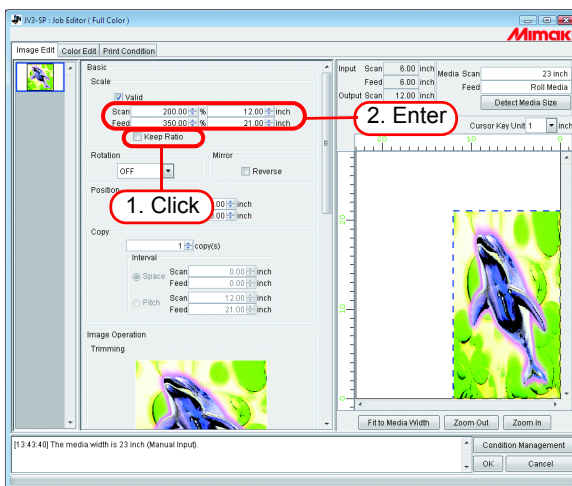 JV3-SP : Job Editor ( Full Color )
Mimaki
Image Edit Color Edit Print Condition
Basic
Scale
Valid
Scan 200.00 % 12.00 inch
Feed 350.00 % 21.00 inch
Keep Ratio
2. Enter
1. Click
Rotation Mirror
OFF Reverse
Position
.00 inch
.00 inch
Copy
1 copy(s)
Interval
Space Scan 0.00 inch
Feed 0.00 inch
Pitch Scan 12.00 inch
Feed 21.00 inch
Image Operation
Trimming
Input Scan 6.00 inch
Feed 6.00 inch
Output Scan 12.00 inch
Media Scan 23 inch
Feed Roll Media
Detect Media Size
Cursor Key Unit 1 inch
20 10 0
20
10
0
Fit to Media Width Zoom Out Zoom In
[13:43:40] The media width is 23 inch (Manual Input).
Condition Management
OK Cancel